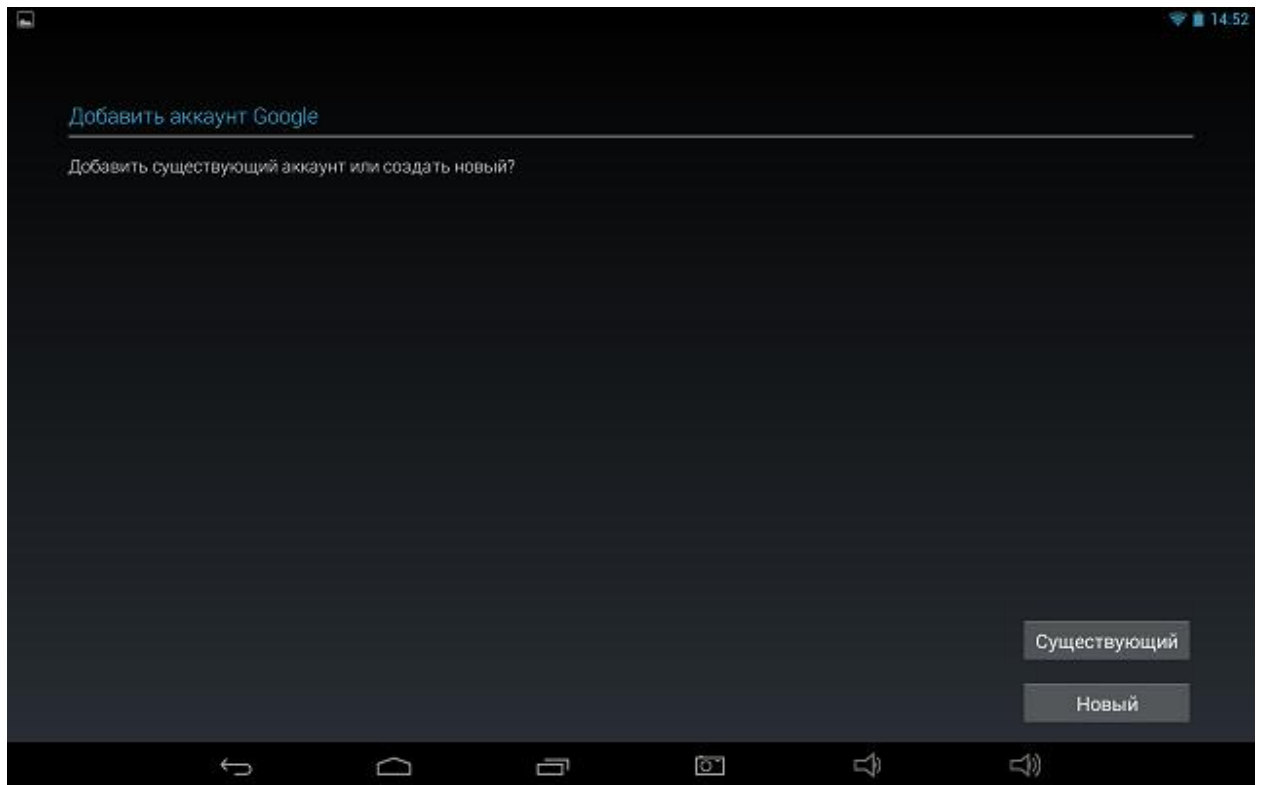 14:52
Добавить аккаунт Google
Добавить существующий аккаунт или создать новый?
Существующий
Новый